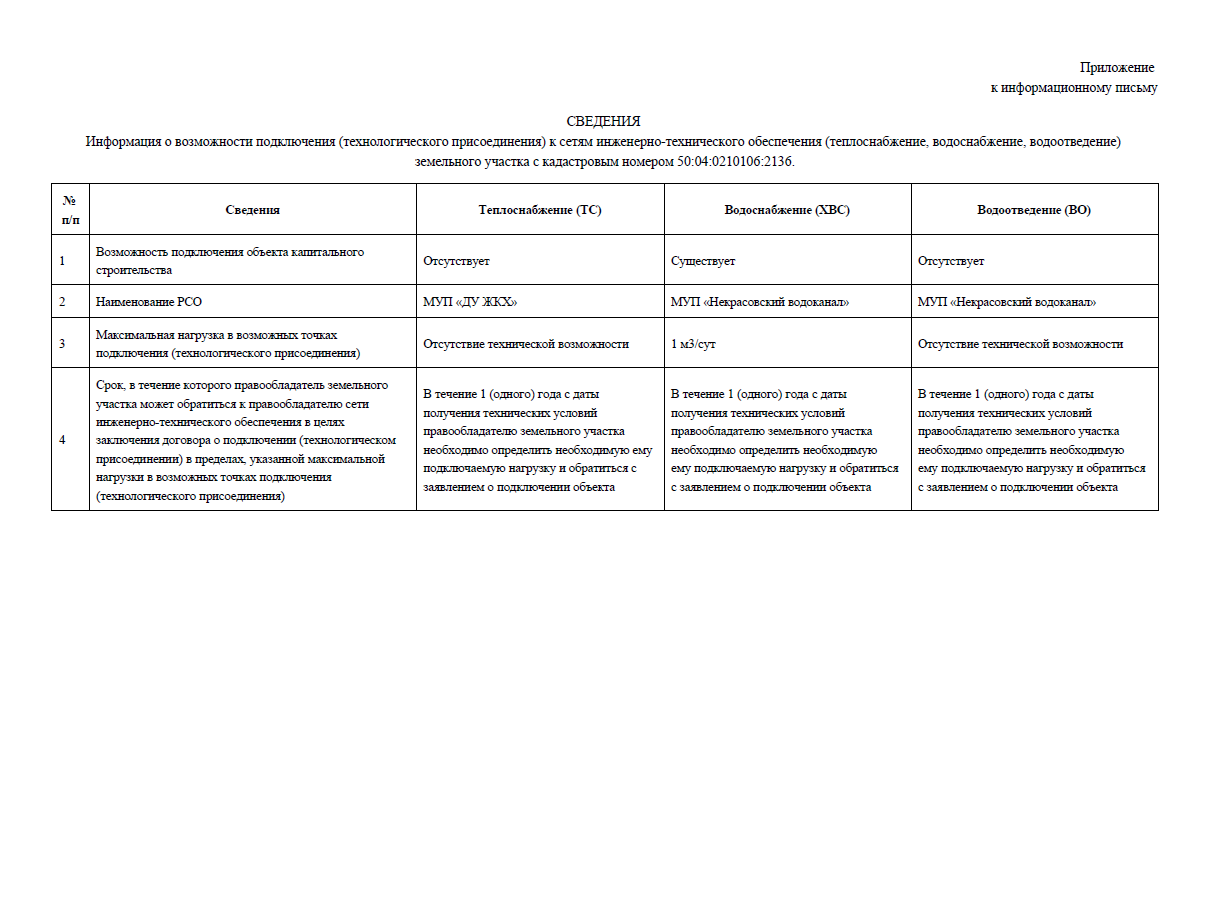 Приложение
к информационному письму
СВЕДЕНИЯ
Информация о возможности подключения (технологического присоединения) к сетям инженерно-технического обеспечения (теплоснабжение, водоснабжение, водоотведение)
земельного участка с кадастровым номером 50:04:0210106:2136.
№
п/п
Сведения
Теплоснабжение (ТС)
Водоснабжение (ХВС)
Водоотведение (ВО)
1
Возможность подключения объекта капитального
строительства
Отсутствует
Существует
Отсутствует
2
Наименование РСО
МУП «ДУ ЖКХ»
МУП «Некрасовский водоканал»
МУП «Некрасовский водоканал»
3
Максимальная нагрузка в возможных точках
подключения (технологического присоединения)
Отсутствие технической возможности
1 м3/сут
Отсутствие технической возможности
4
Срок, в течение которого правообладатель земельного
участка может обратиться к правообладателю сети
инженерно-технического обеспечения в целях
заключения договора о подключении (технологическом
присоединении) в пределах, указанной максимальной
нагрузки в возможных точках подключения
(технологического присоединения)
В течение 1 (одного) года с даты
получения технических условий
правообладателю земельного участка
необходимо определить необходимую ему
подключаемую нагрузку и обратиться с
заявлением о подключении объекта
В течение 1 (одного) года с даты
получения технических условий
правообладателю земельного участка
необходимо определить необходимую
ему подключаемую нагрузку и обратиться
с заявлением о подключении объекта
В течение 1 (одного) года с даты
получения технических условий
правообладателю земельного участка
необходимо определить необходимую
ему подключаемую нагрузку и обратиться
с заявлением о подключении объекта